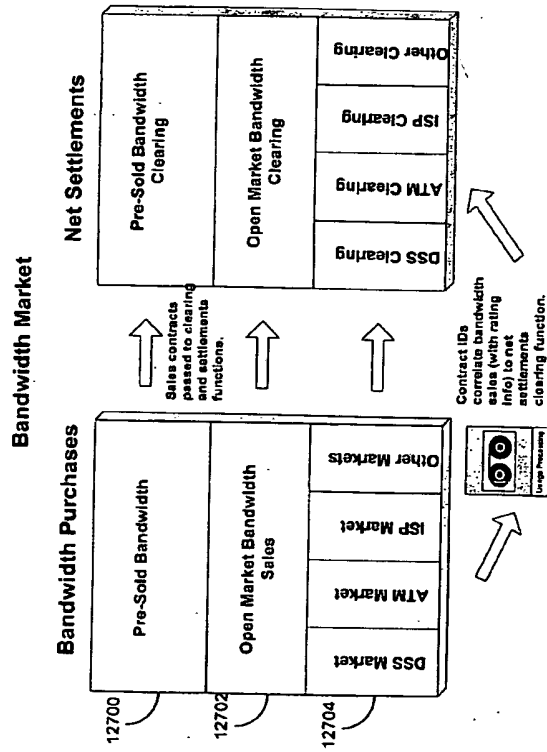 Bandwidth Market
Bandwidth Purchases
Net Settlements
12700
Pre-Sold Bandwidth
Sales contracts
passed to clearing
and settlements
functions.
Pre-Sold Bandwidth
Clearing
12702
Open Market Bandwidth
Sales
Open Market Bandwidth
Clearing
12704
DSS Market
ATM Market
ISP Market
Other Markets
DSS Clearing
ATM Clearing
ISP Clearing
Other Clearing
Usage Processing
Contract IDs
correlate bandwidth
sales (with rating
info) to net
settlements
clearing function.